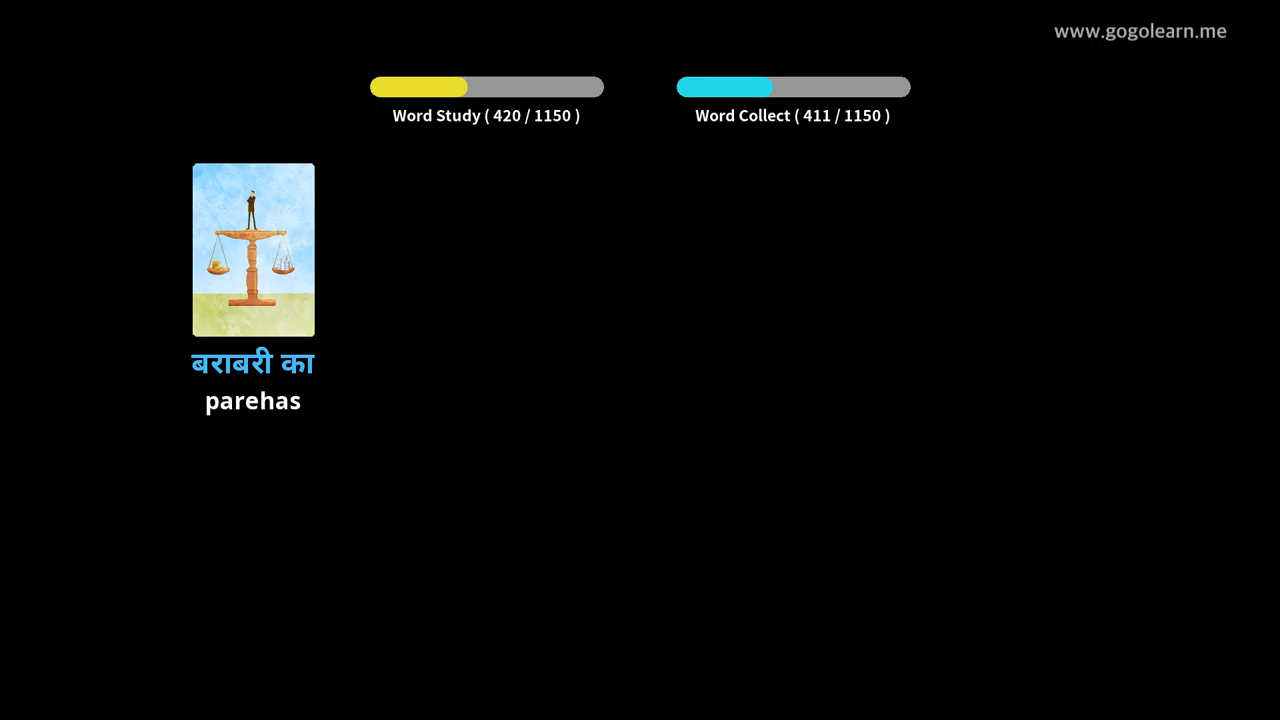 www.gogolearn.me
Word Study ( 420 / 1150 )
Word Collect ( 411 / 1150 )
बराबरी का
parehas